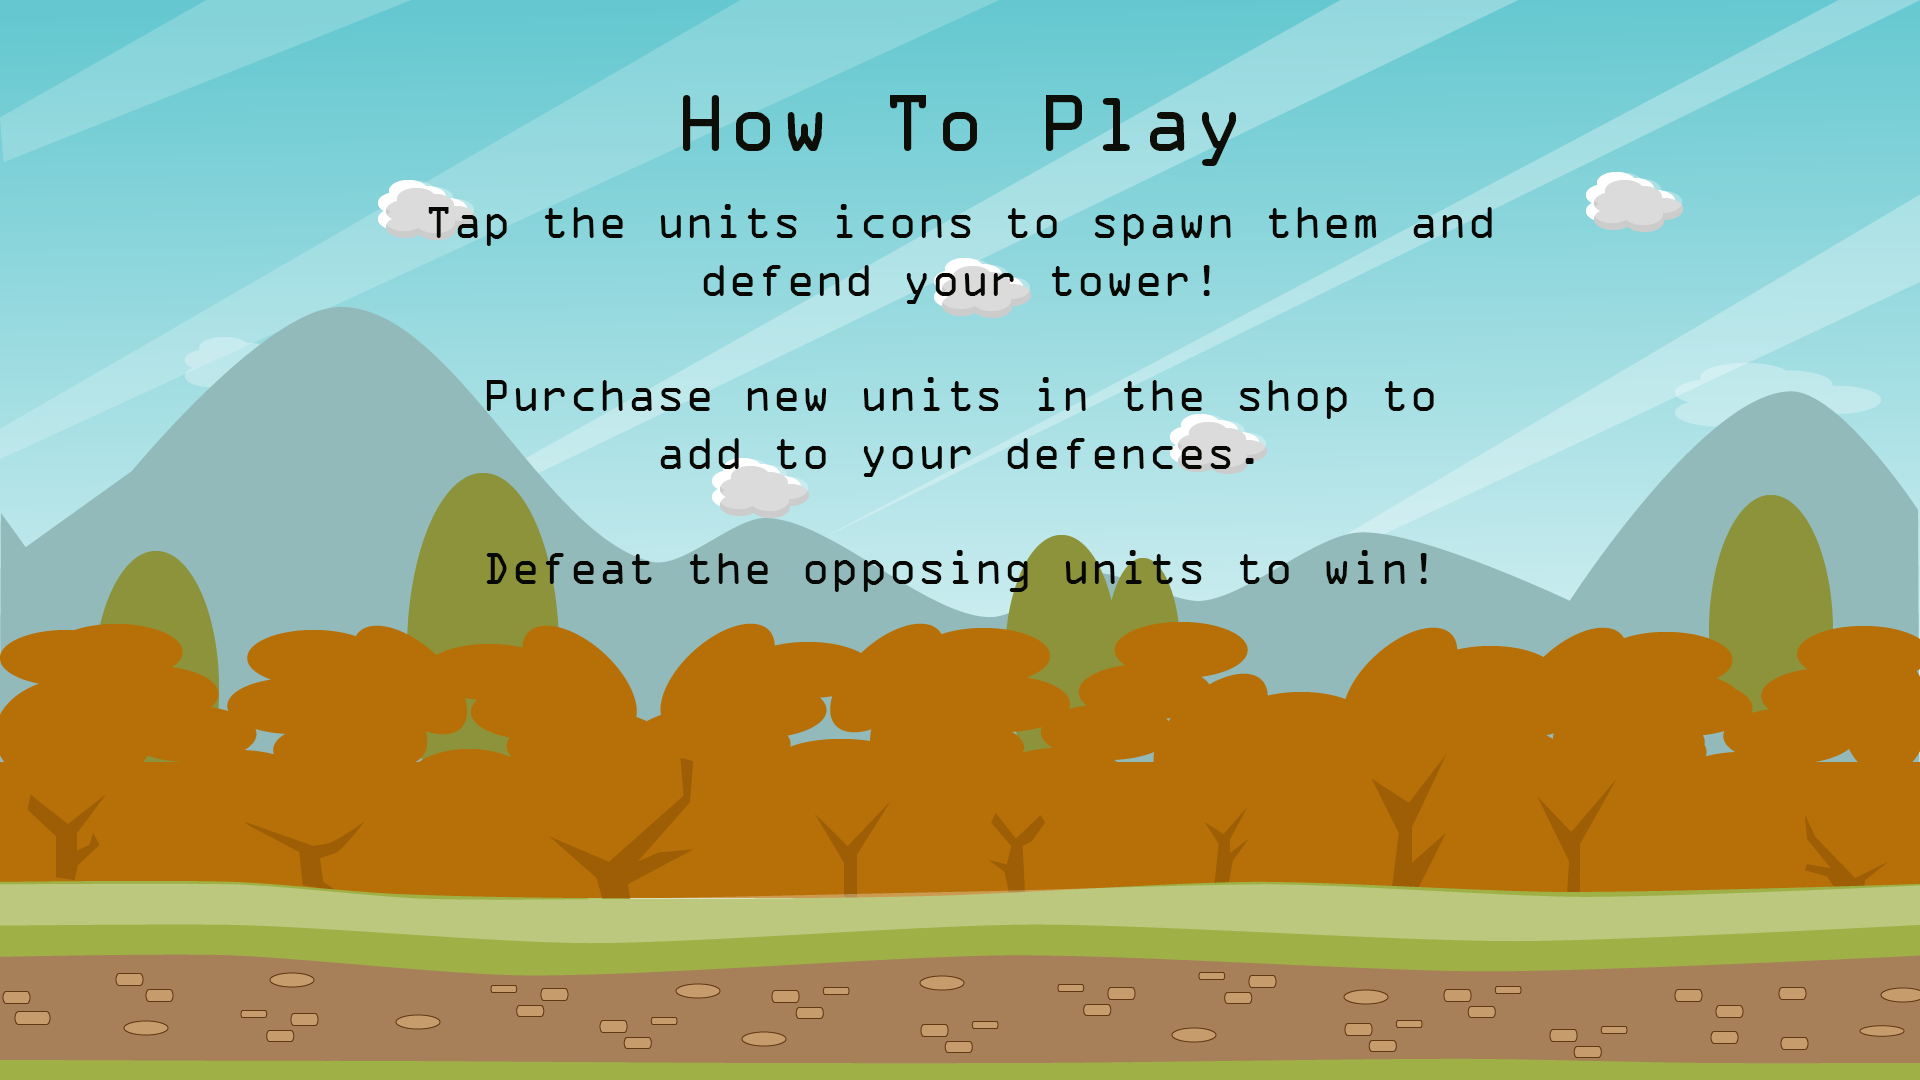 How To Play
Tap the units icons to spawn them and
defend your tower!
Purchase new units in the shop to
add to your defences.
Defeat the opposing units to win!